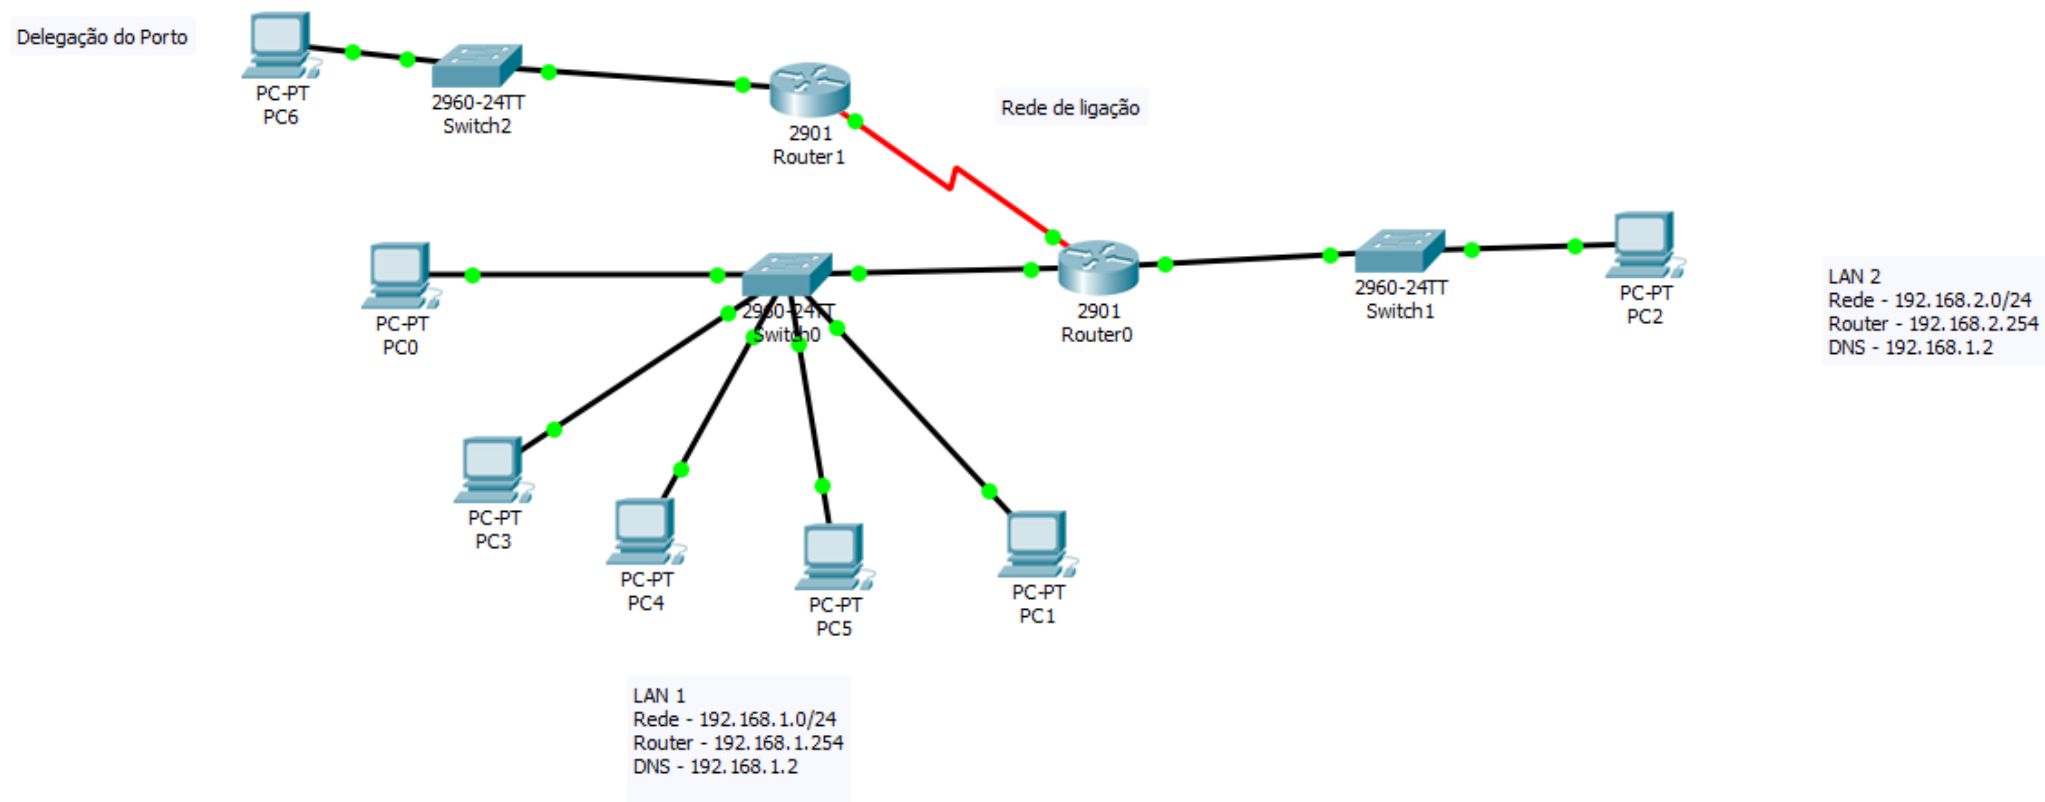 Delegação do Porto
PC-PT
PC6
2960-24TT
Switch2
2901
Router1
Rede de ligação
PC-PT
PC0
2960-24TT
Switch0
2901
Router0
2960-24TT
Switch1
PC-PT
PC2
LAN 2
Rede - 192.168.2.0/24
Router - 192.168.2.254
DNS - 192.168.1.2
PC-PT
PC3
PC-PT
PC4
PC-PT
PC5
PC-PT
PC1
LAN 1
Rede - 192.168.1.0/24
Router - 192.168.1.254
DNS - 192.168.1.2